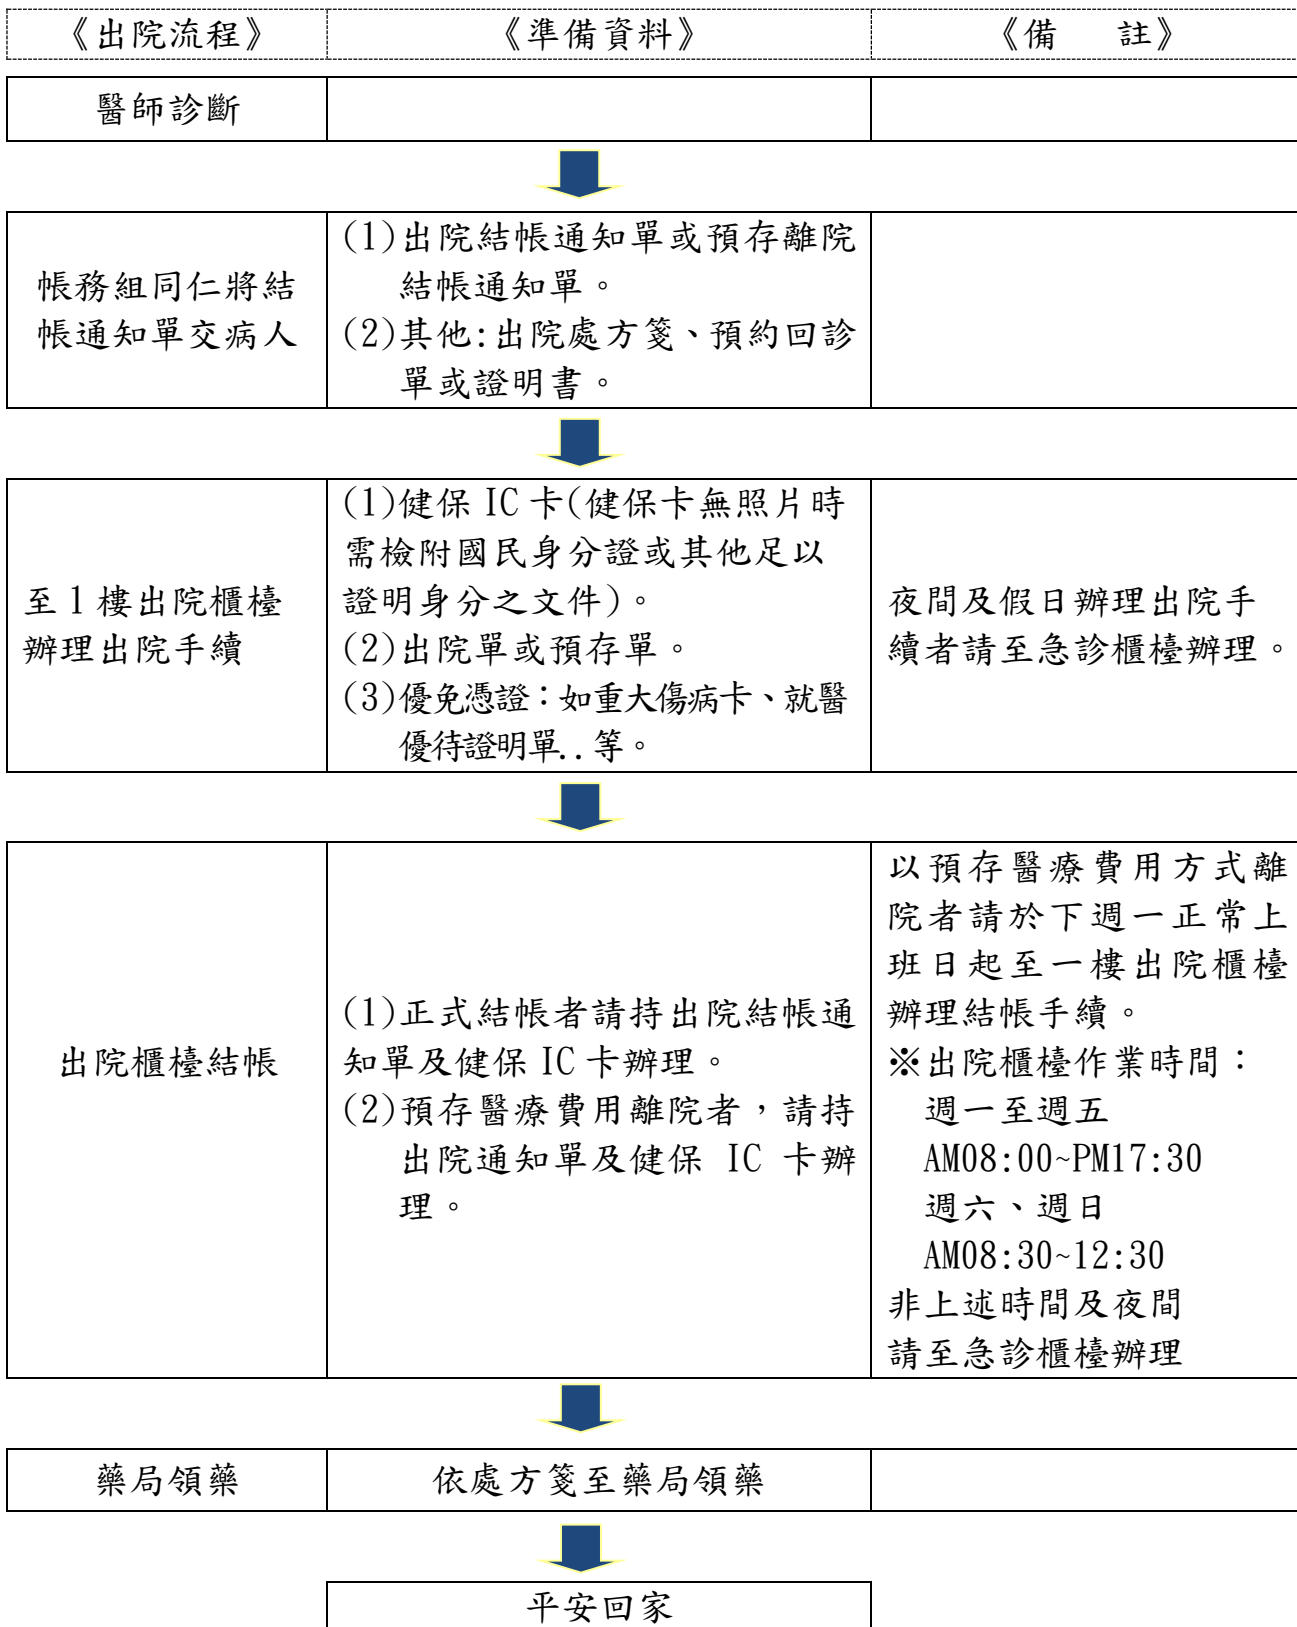 《出院流程》
《準備資料》
《備　註》
醫師診斷
帳務組同仁將結
帳通知單交病人
(1)出院結帳通知單或預存離院
結帳通知單。
(2)其他:出院處方箋、預約回診
單或證明書。
至1樓出院櫃檯
辦理出院手續
(1)健保 IC 卡(健保卡無照片時
需檢附國民身分證或其他足以
證明身分之文件)。
(2)出院單或預存單。
(3)優免憑證：如重大傷病卡、就醫
優待證明單..等。
夜間及假日辦理出院手
續者請至急診櫃檯辦理。
出院櫃檯結帳
(1)正式結帳者請持出院結帳通
知單及健保 IC 卡辦理。
(2)預存醫療費用離院者，請持
出院通知單及健保 IC 卡辦
理。
以預存醫療費用方式離
院者請於下週一正常上
班日起至一樓出院櫃檯
辦理結帳手續。
※出院櫃檯作業時間：
週一至週五
AM08:00~PM17:30
週六、週日
AM08:30~12:30
非上述時間及夜間
請至急診櫃檯辦理
藥局領藥
依處方箋至藥局領藥
平安回家